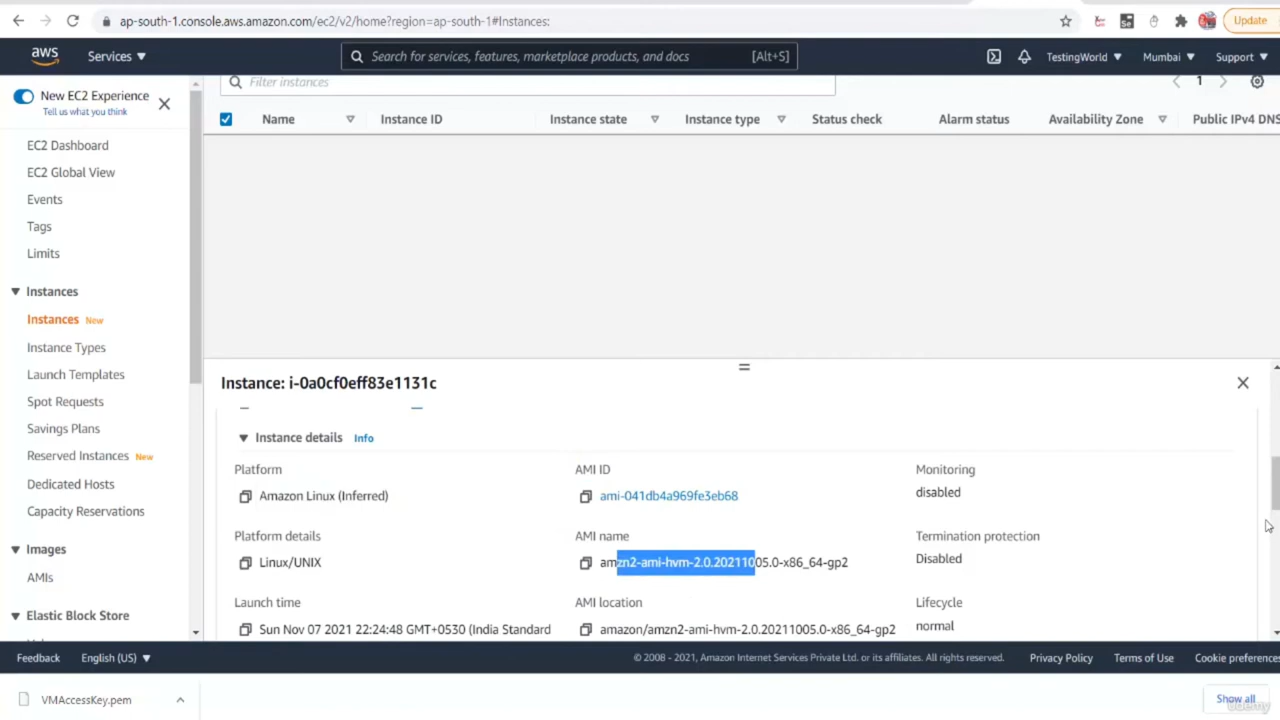 ap-south-1.console.aws.amazon.com/ec2/v2/home?region=ap-south-1#Instances:
Update
aws
Services
Search for services, features, marketplace products, and docs
[Alt+S]
TestingWorld
Mumbai
Support
New EC2 Experience
Tell us what you think
EC2 Dashboard
EC2 Global View
Events
Tags
Limits
Instances
Instances New
Instance Types
Launch Templates
Spot Requests
Savings Plans
Reserved Instances New
Dedicated Hosts
Capacity Reservations
Images
AMIs
Elastic Block Store
Filter instances
1
Name
Instance ID
Instance state
Instance type
Status check
Alarm status
Availability Zone
Public IPv4 DNS
Instance: i-0a0cf0eff83e1131c
Instance details Info
Platform
Amazon Linux (Inferred)
AMI ID
ami-041db4a969fe3eb68
Monitoring
disabled
Platform details
Linux/UNIX
AMI name
amzn2-ami-hvm-2.0.20211005.0-x86_64-gp2
Termination protection
Disabled
Launch time
Sun Nov 07 2021 22:24:48 GMT+0530 (India Standard
AMI location
amazon/amzn2-ami-hvm-2.0.20211005.0-x86_64-gp2
Lifecycle
normal
Feedback
English (US)
© 2008 - 2021, Amazon Internet Services Private Ltd. or its affiliates. All rights reserved.
Privacy Policy
Terms of Use
Cookie preferences
VMAccessKey.pem
Show all
udemy